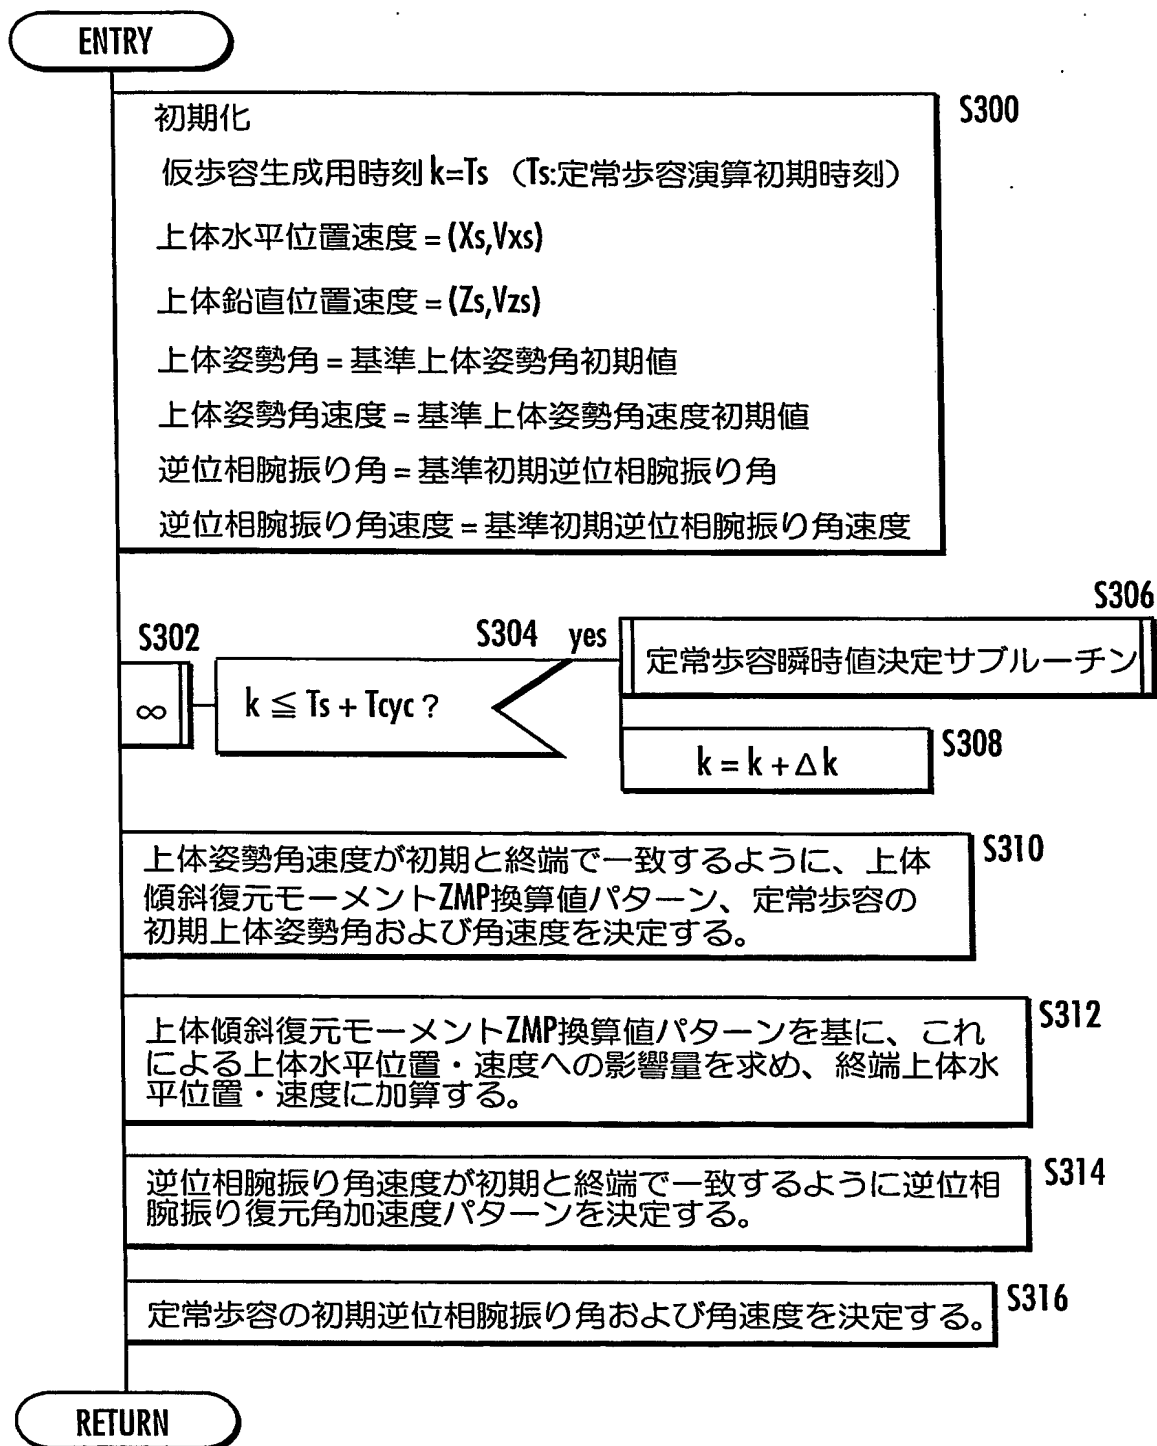 ENTRY
S300
初期化
仮歩容生成用時刻 k=Ts （Ts:定常歩容演算初期時刻）
上体水平位置速度 = (Xs,Vxs)
上体鉛直位置速度 = (Zs,Vzs)
上体姿勢角 = 基準上体姿勢角初期値
上体姿勢角速度 = 基準上体姿勢角速度初期値
逆位相腕振り角 = 基準初期逆位相腕振り角
逆位相腕振り角速度 = 基準初期逆位相腕振り角速度
S302
∞
S304
k ≦ Ts + Tcyc ?
yes
S306
定常歩容瞬時値決定サブルーチン
S308
k = k + Δk
S310
上体姿勢角速度が初期と終端で一致するように、上体
傾斜復元モーメントZMP換算値パターン、定常歩容の
初期上体姿勢角および角速度を決定する。
S312
上体傾斜復元モーメントZMP換算値パターンを基に、これ
による上体水平位置・速度への影響量を求め、終端上体水
平位置・速度に加算する。
S314
逆位相腕振り角速度が初期と終端で一致するように逆位相
腕振り復元角加速度パターンを決定する。
S316
定常歩容の初期逆位相腕振り角および角速度を決定する。
RETURN